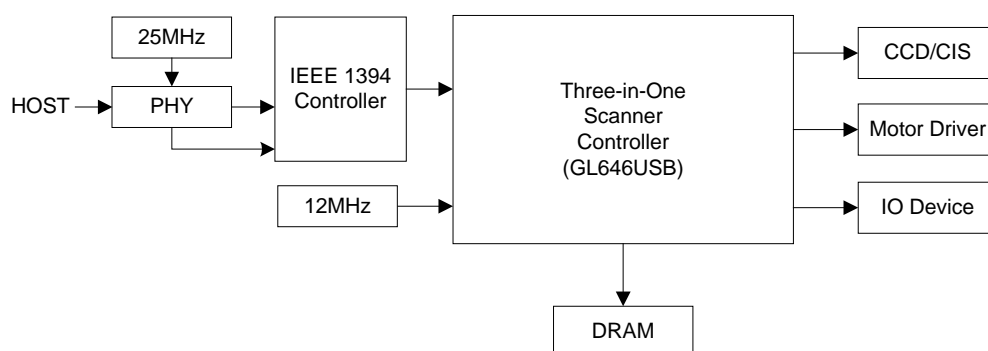 25MHz
HOST
PHY
IEEE 1394
Controller
12MHz
Three-in-One
Scanner
Controller
(GL646USB)
CCD/CIS
Motor Driver
IO Device
DRAM